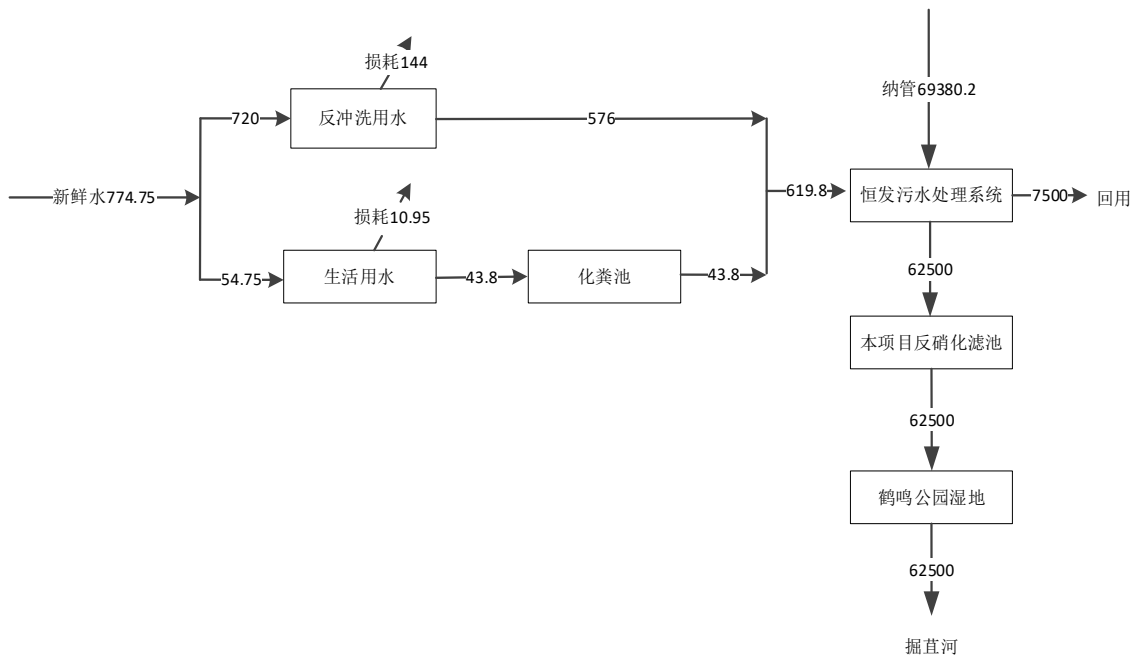 损耗144
纳管69380.2
720
反冲洗用水
576
新鲜水774.75
619.8
恒发污水处理系统
7500
回用
损耗10.95
54.75
生活用水
43.8
化粪池
43.8
62500
本项目反硝化滤池
62500
鹤鸣公园湿地
62500
掘苴河